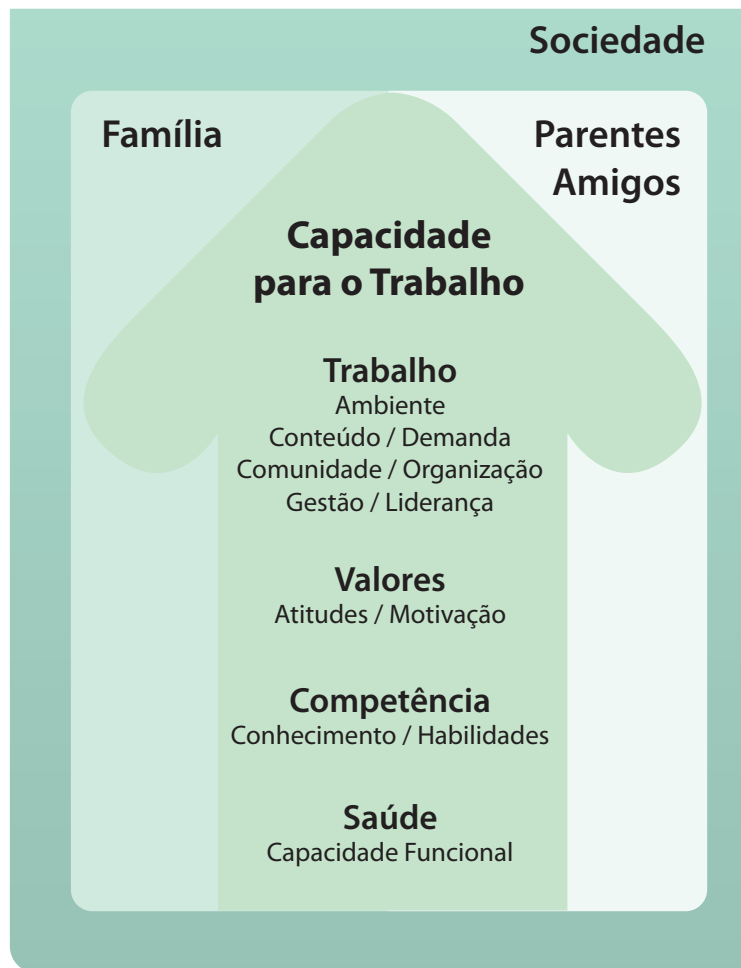 Sociedade
Família
Parentes
Amigos
Capacidade
para o Trabalho
Trabalho
Ambiente
Conteúdo / Demanda
Comunidade / Organização
Gestão / Liderança
Valores
Atitudes / Motivação
Competência
Conhecimento / Habilidades
Saúde
Capacidade Funcional